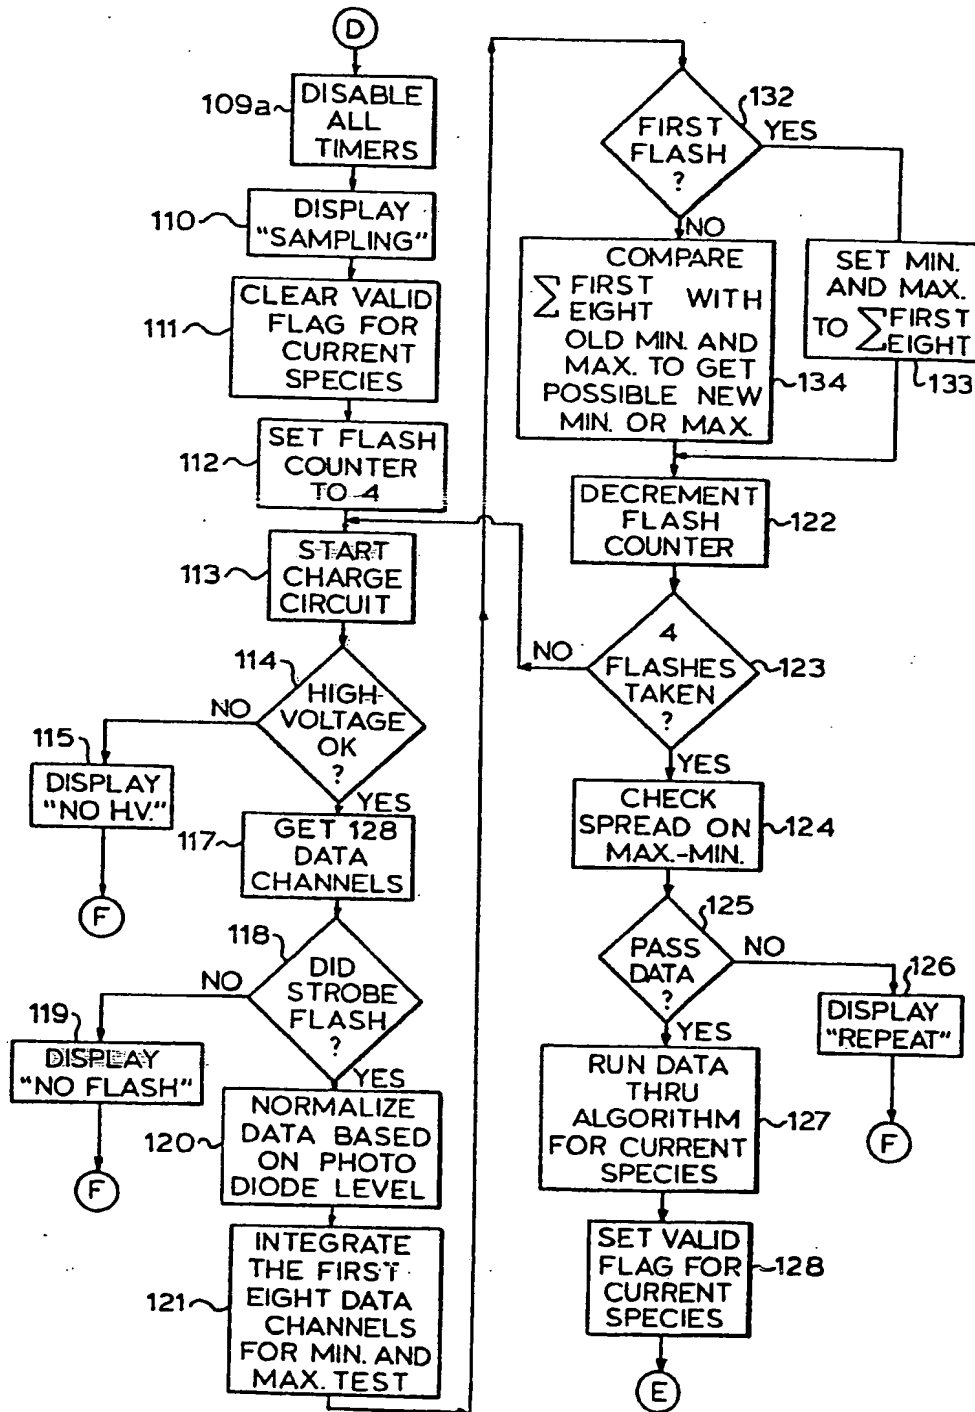 D
109a
DISABLE
ALL
TIMERS
110
DISPLAY
"SAMPLING"
111
CLEAR VALID
FLAG FOR
CURRENT
SPECIES
112
SET FLASH
COUNTER
TO 4
113
START
CHARGE
CIRCUIT
114
HIGH-
VOLTAGE
OK
?
NO
YES
115
DISPLAY
"NO H.V."
F
117
GET 128
DATA
CHANNELS
118
DID
STROBE
FLASH
?
NO
YES
119
DISPLAY
"NO FLASH"
F
120
NORMALIZE
DATA BASED
ON PHOTO
DIODE LEVEL
121
INTEGRATE
THE FIRST
EIGHT DATA
CHANNELS
FOR MIN. AND
MAX. TEST
132
FIRST
FLASH
?
YES
NO
COMPARE
∑ FIRST EIGHT WITH
OLD MIN. AND
MAX. TO GET
POSSIBLE NEW
MIN. OR MAX.
134
SET MIN.
AND MAX.
TO ∑ FIRST EIGHT
133
DECREMENT
FLASH
COUNTER
122
4
FLASHES
TAKEN
?
123
NO
YES
CHECK
SPREAD ON
MAX.-MIN.
124
125
PASS
DATA
?
NO
YES
126
DISPLAY
"REPEAT"
F
RUN DATA
THRU
ALGORITHM
FOR CURRENT
SPECIES
127
SET VALID
FLAG FOR
CURRENT
SPECIES
128
E